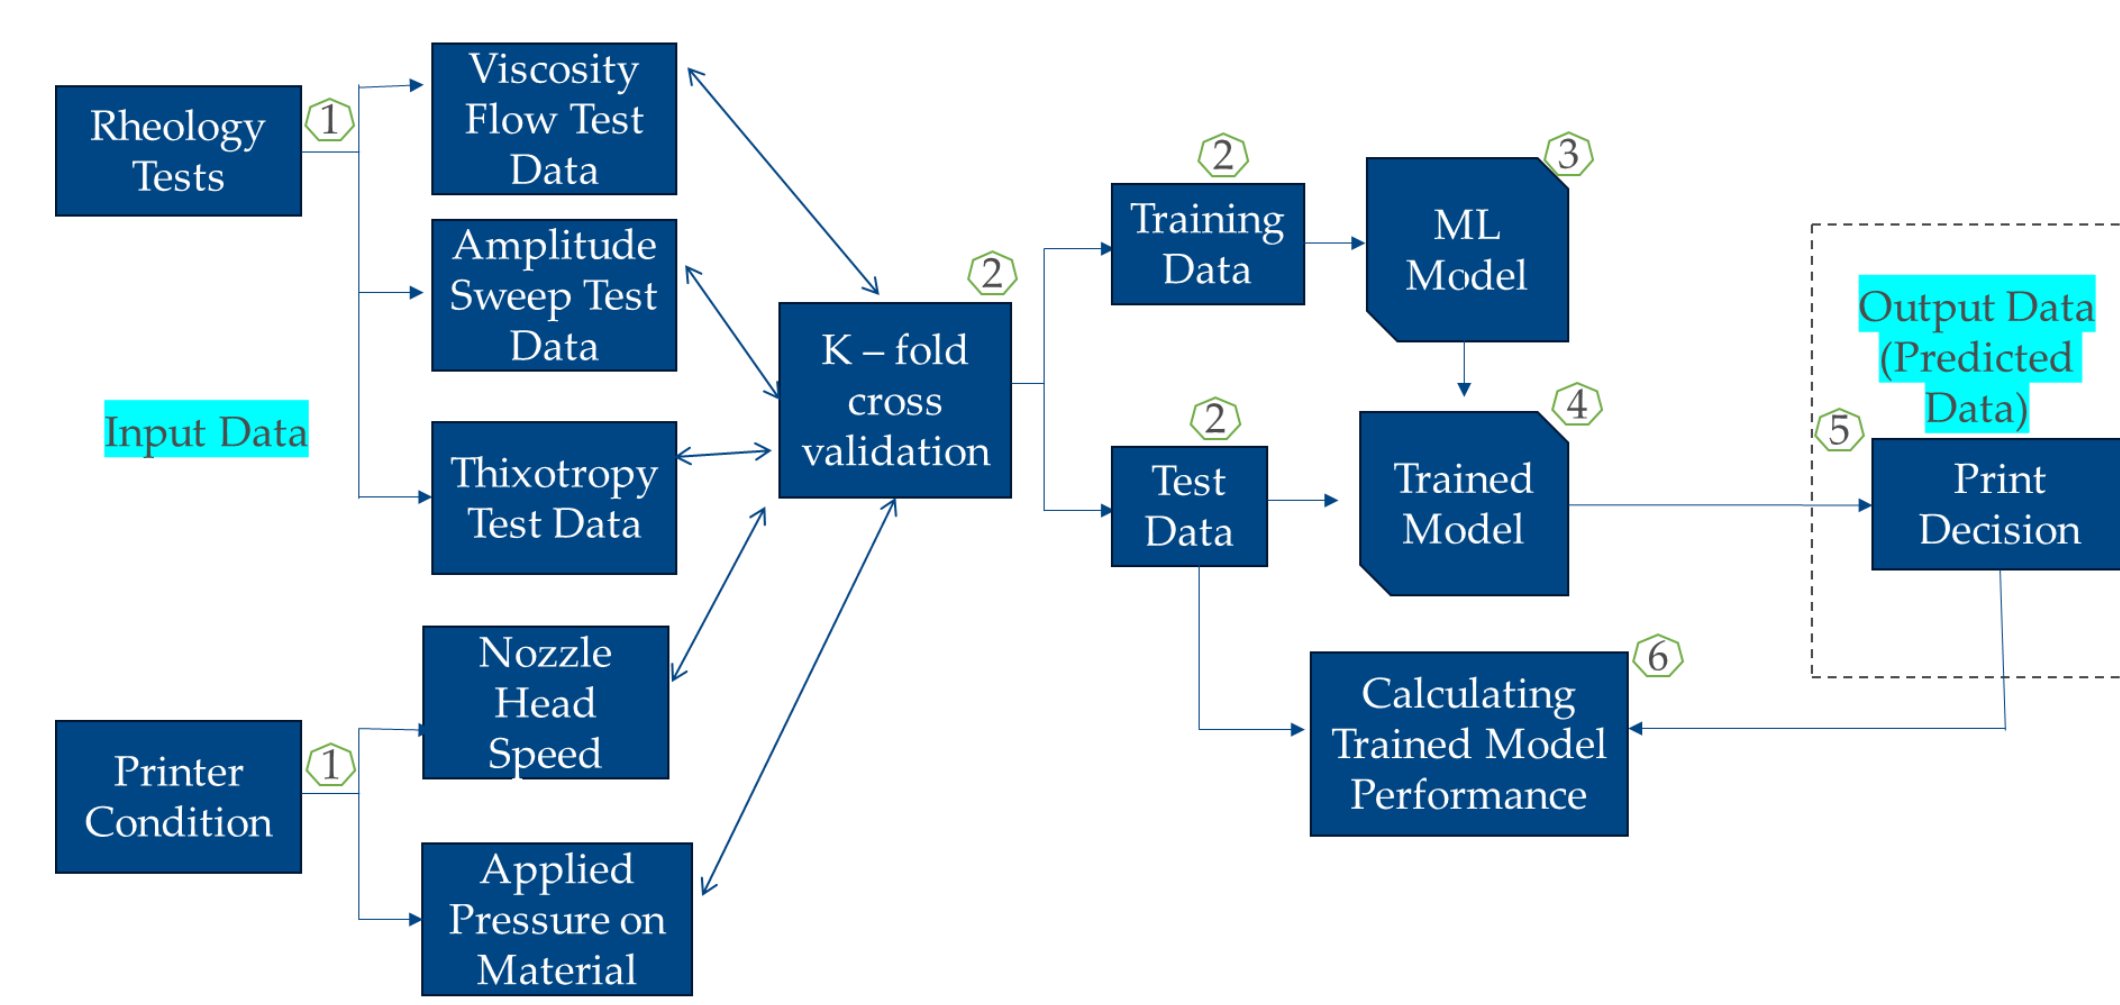 Rheology
Tests
1
Viscosity
Flow Test
Data
Amplitude
Sweep Test
Data
Input Data
Thixotropy
Test Data
Printer
Condition
1
Nozzle
Head
Speed
Applied
Pressure on
Material
2
K – fold
cross
validation
2
Training
Data
3
ML
Model
2
Test
Data
4
Trained
Model
Output Data
(Predicted
Data)
5
Print
Decision
6
Calculating
Trained Model
Performance